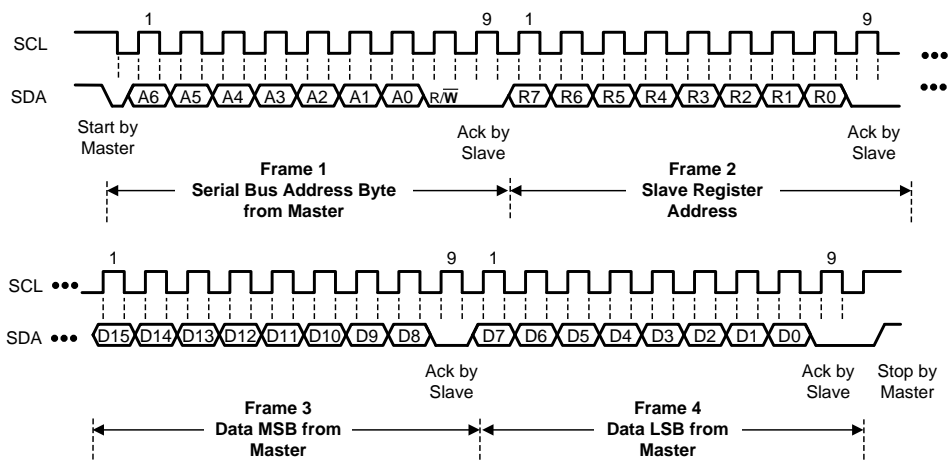 1 9 1 9
SCL
SDA A6 A5 A4 A3 A2 A1 A0 R/W̅ R7 R6 R5 R4 R3 R2 R1 R0
Start by
Master
Ack by
Slave
Ack by
Slave
Frame 1
Serial Bus Address Byte
from Master
Frame 2
Slave Register
Address
1 9 1 9
SCL
SDA D15 D14 D13 D12 D11 D10 D9 D8 D7 D6 D5 D4 D3 D2 D1 D0
Ack by
Slave
Ack by
Slave
Stop by
Master
Frame 3
Data MSB from
Master
Frame 4
Data LSB from
Master